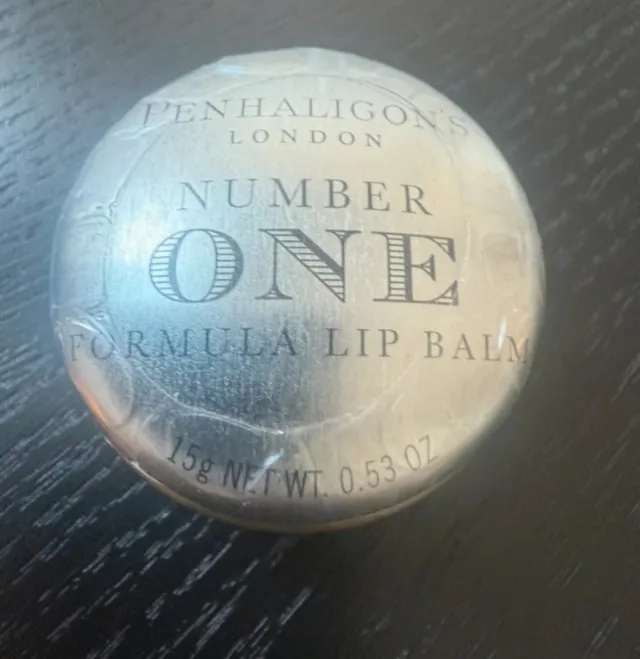 PENHALIGON'S
LONDON
NUMBER
ONE
FORMULA LIP BALM
15g NET WT. 0.53 OZ